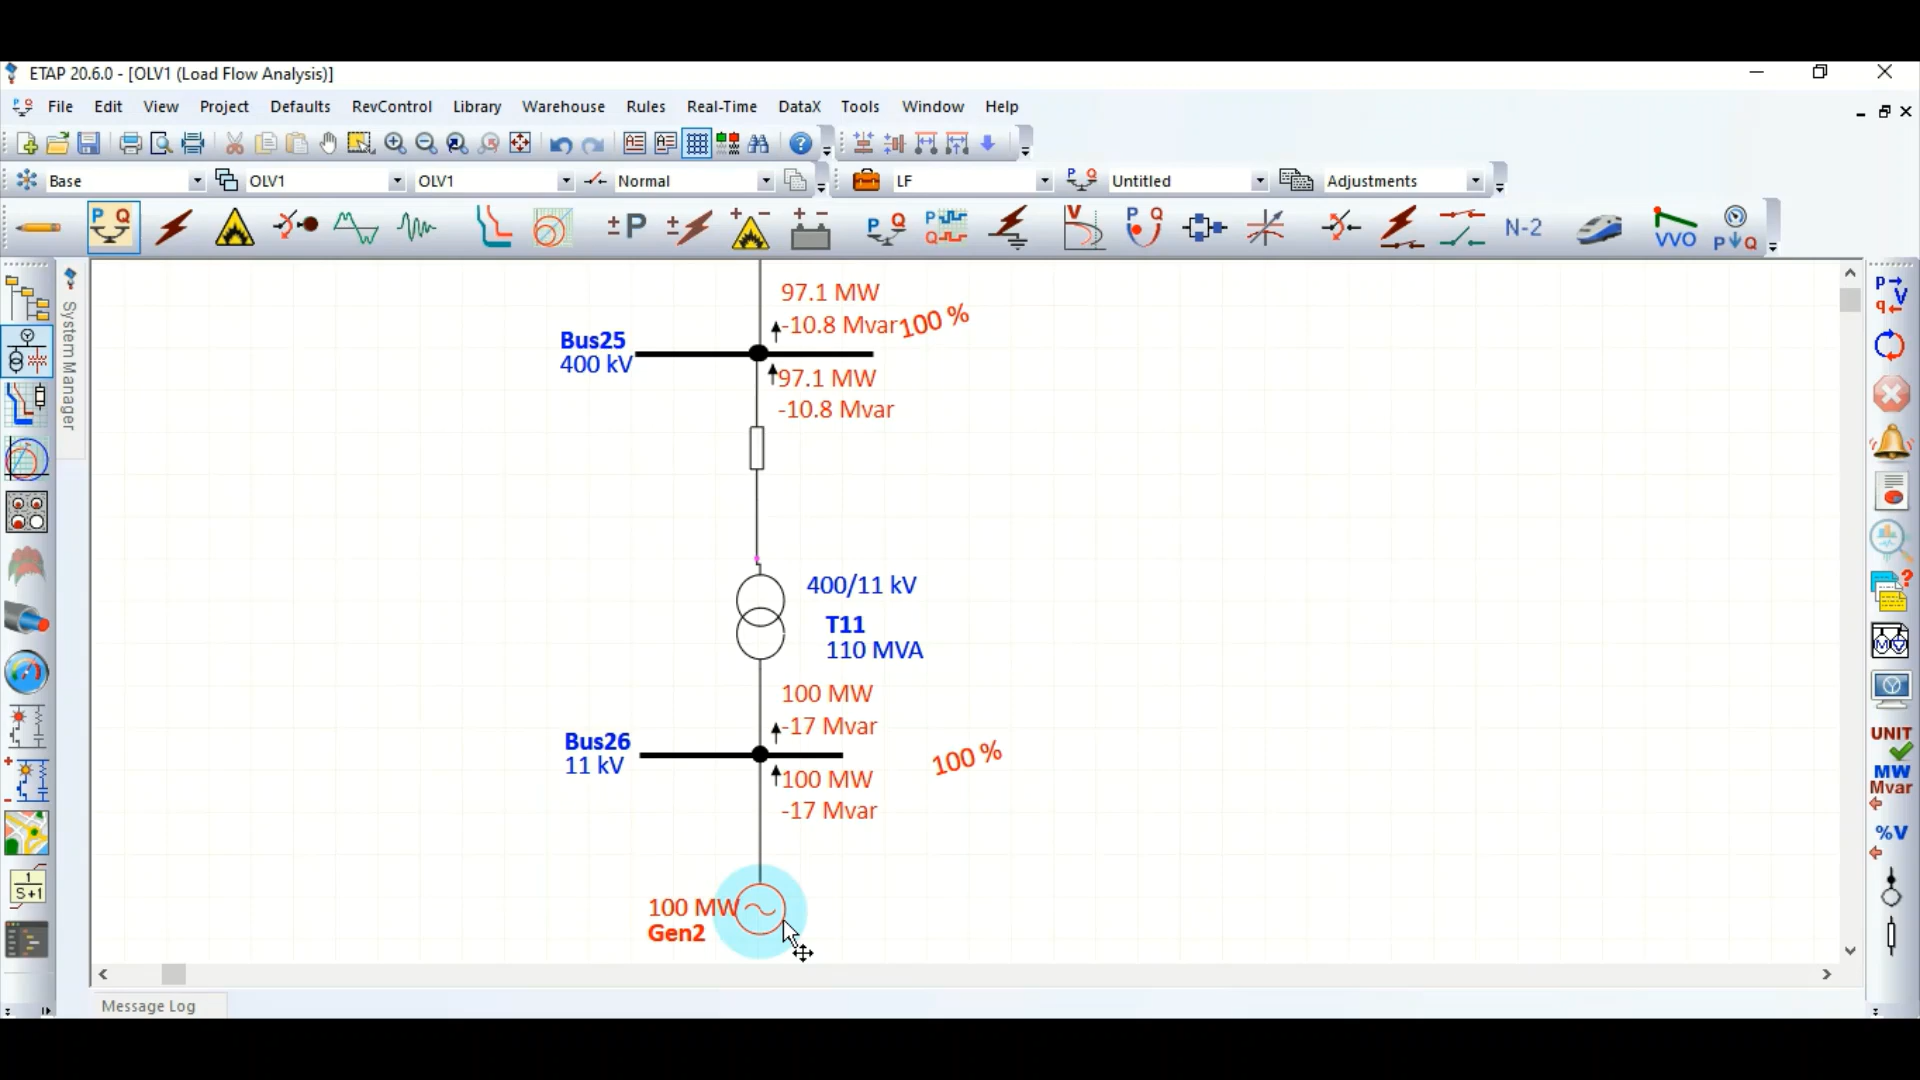 ETAP 20.6.0 - [OLV1 (Load Flow Analysis)]
File Edit View Project Defaults RevControl Library Warehouse Rules Real-Time DataX Tools Window Help
Base OLV1 OLV1 Normal LF Untitled Adjustments
P Q ±P P Q P Q V P Q N-2 VVO P Q
System Manager
97.1 MW
-10.8 Mvar 100 %
Bus25
400 kV
97.1 MW
-10.8 Mvar
400/11 kV
T11
110 MVA
100 MW
-17 Mvar
Bus26
11 kV
100 %
100 MW
-17 Mvar
100 MW
Gen2
P V
q
UNIT
MW
Mvar
%V
1
S+1
Message Log